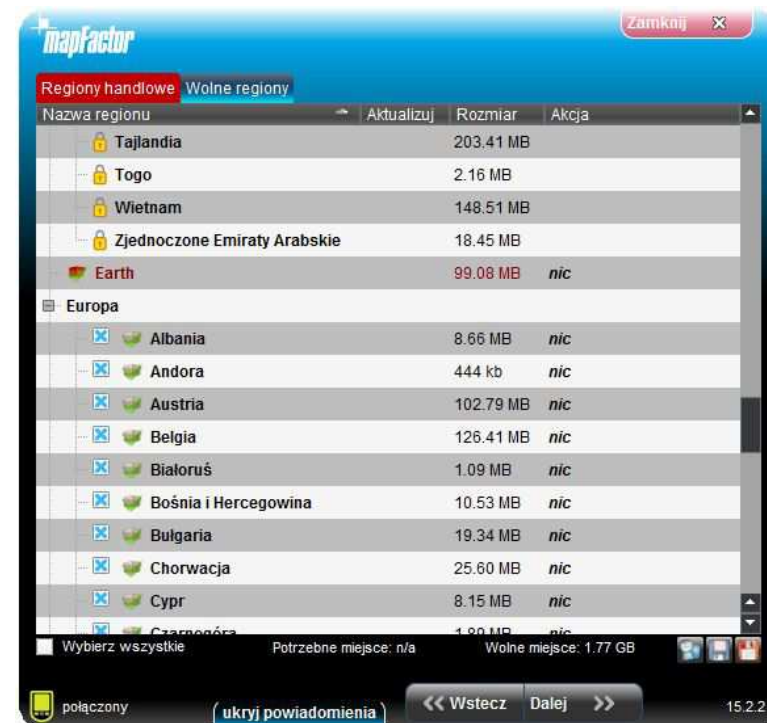 Zamknij X
mapFactor
Regiony handlowe Wolne regiony
Nazwa regionu Aktualizuj Rozmiar Akcja
Tajlandia 203.41 MB
Togo 2.16 MB
Wietnam 148.51 MB
Zjednoczone Emiraty Arabskie 18.45 MB
Earth 99.08 MB nic
Europa
Albania 8.66 MB nic
Andora 444 kb nic
Austria 102.79 MB nic
Belgia 126.41 MB nic
Białoruś 1.09 MB nic
Bośnia i Hercegowina 10.53 MB nic
Bułgaria 19.34 MB nic
Chorwacja 25.60 MB nic
Cypr 8.15 MB nic
Czarnogóra 1.89 MB nic
Wybierz wszystkie Potrzebne miejsce: n/a Wolne miejsce: 1.77 GB
połączony ukryj powiadomienia << Wstecz Dalej >> 15.2.2